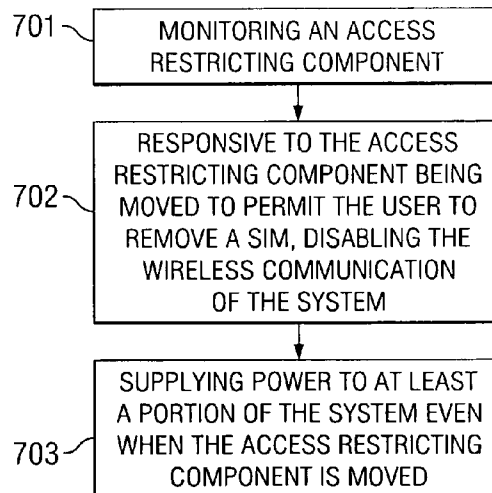 701
MONITORING AN ACCESS
RESTRICTING COMPONENT
702
RESPONSIVE TO THE ACCESS
RESTRICTING COMPONENT BEING
MOVED TO PERMIT THE USER TO
REMOVE A SIM, DISABLING THE
WIRELESS COMMUNICATION
OF THE SYSTEM
703
SUPPLYING POWER TO AT LEAST
A PORTION OF THE SYSTEM EVEN
WHEN THE ACCESS RESTRICTING
COMPONENT IS MOVED